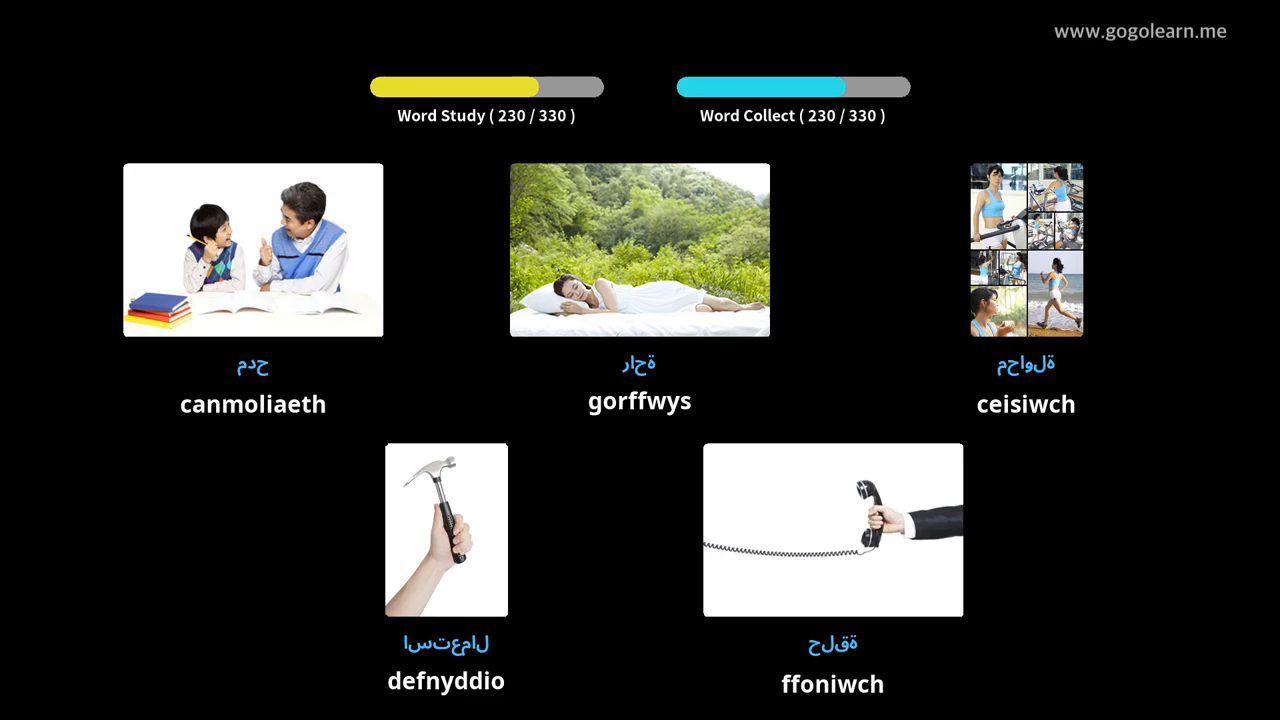 www.gogolearn.me
Word Study ( 230 / 330 )
Word Collect ( 230 / 330 )
مدح
canmoliaeth
راحة
gorffwys
محاولة
ceisiwch
استعمال
defnyddio
حلقة
ffoniwch